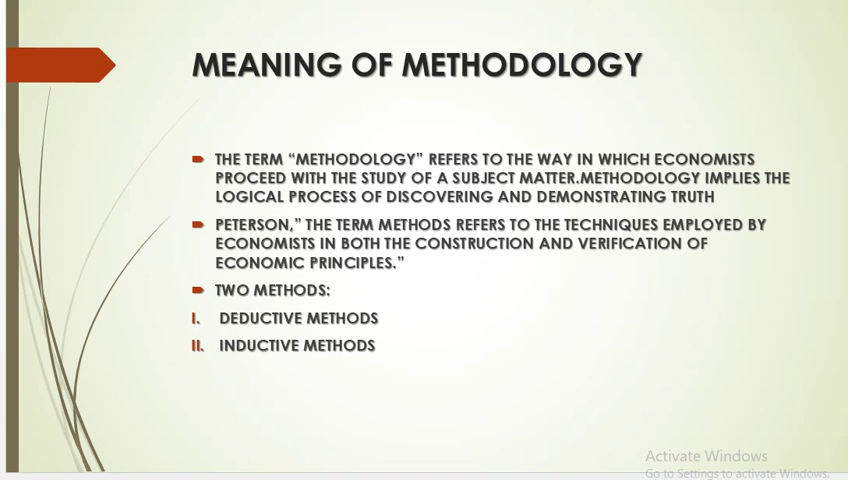 MEANING OF METHODOLOGY
THE TERM “METHODOLOGY” REFERS TO THE WAY IN WHICH ECONOMISTS
PROCEED WITH THE STUDY OF A SUBJECT MATTER.METHODOLOGY IMPLIES THE
LOGICAL PROCESS OF DISCOVERING AND DEMONSTRATING TRUTH
PETERSON,” THE TERM METHODS REFERS TO THE TECHNIQUES EMPLOYED BY
ECONOMISTS IN BOTH THE CONSTRUCTION AND VERIFICATION OF
ECONOMIC PRINCIPLES.”
TWO METHODS:
I. DEDUCTIVE METHODS
II. INDUCTIVE METHODS
Activate Windows
Go to Settings to activate Windows.